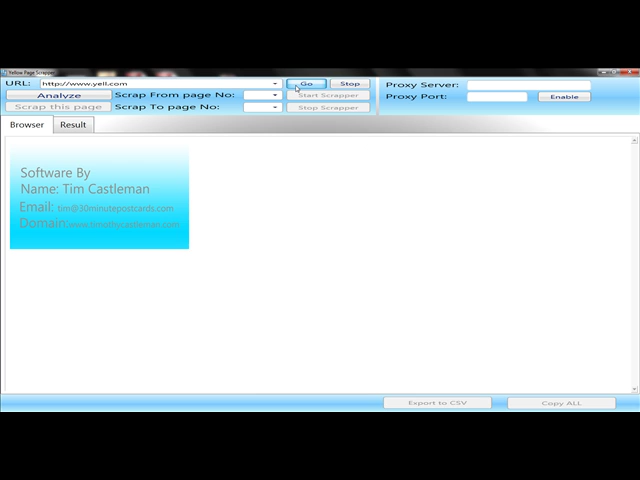 Yellow Page Scrapper
URL: http://www.yell.com Go Stop
Analyze Scrap From page No: Start Scrapper
Scrap this page Scrap To page No: Stop Scrapper
Proxy Server:
Proxy Port: Enable
Browser Result
Software By
Name: Tim Castleman
Email: tim@30minutepostcards.com
Domain:www.timothycastleman.com
Export to CSV Copy ALL